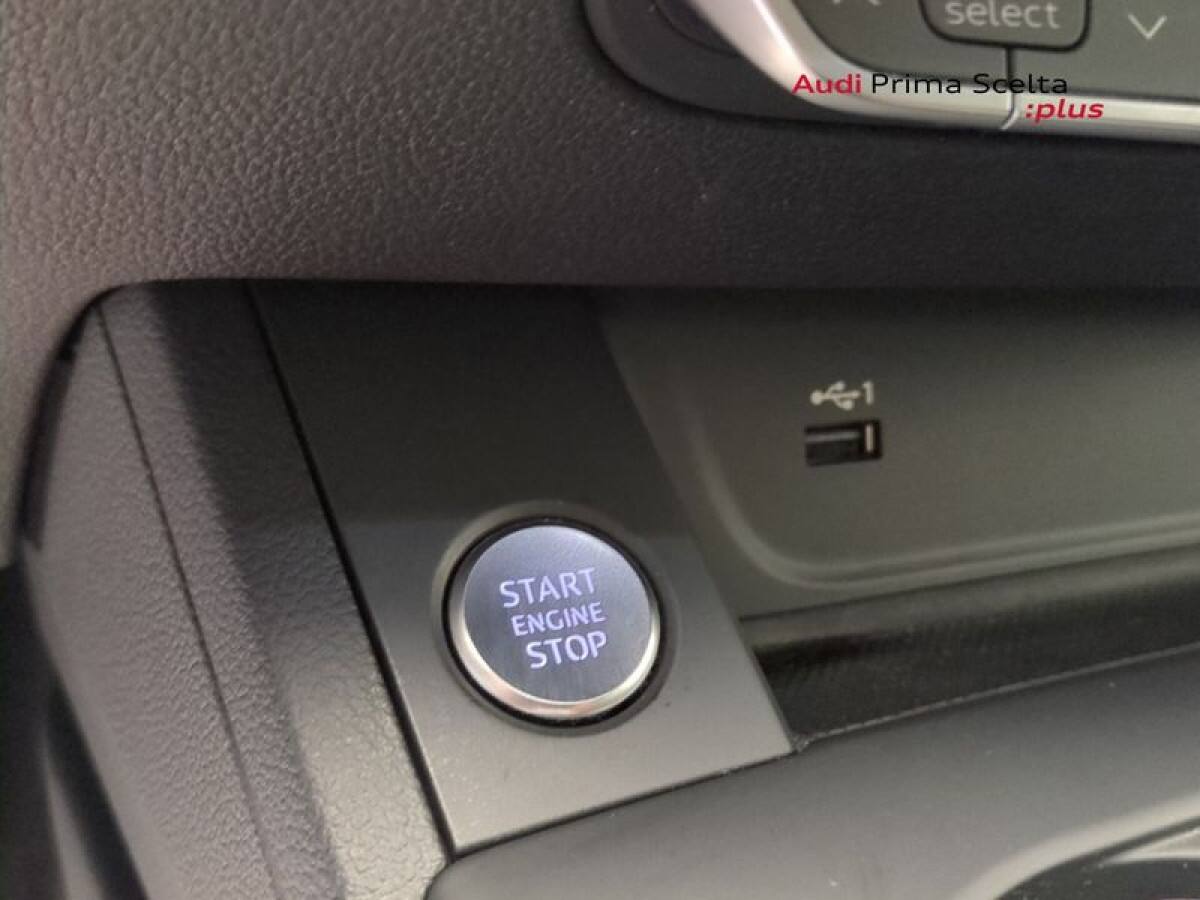 select
Audi Prima Scelta
:plus
1
START
ENGINE
STOP